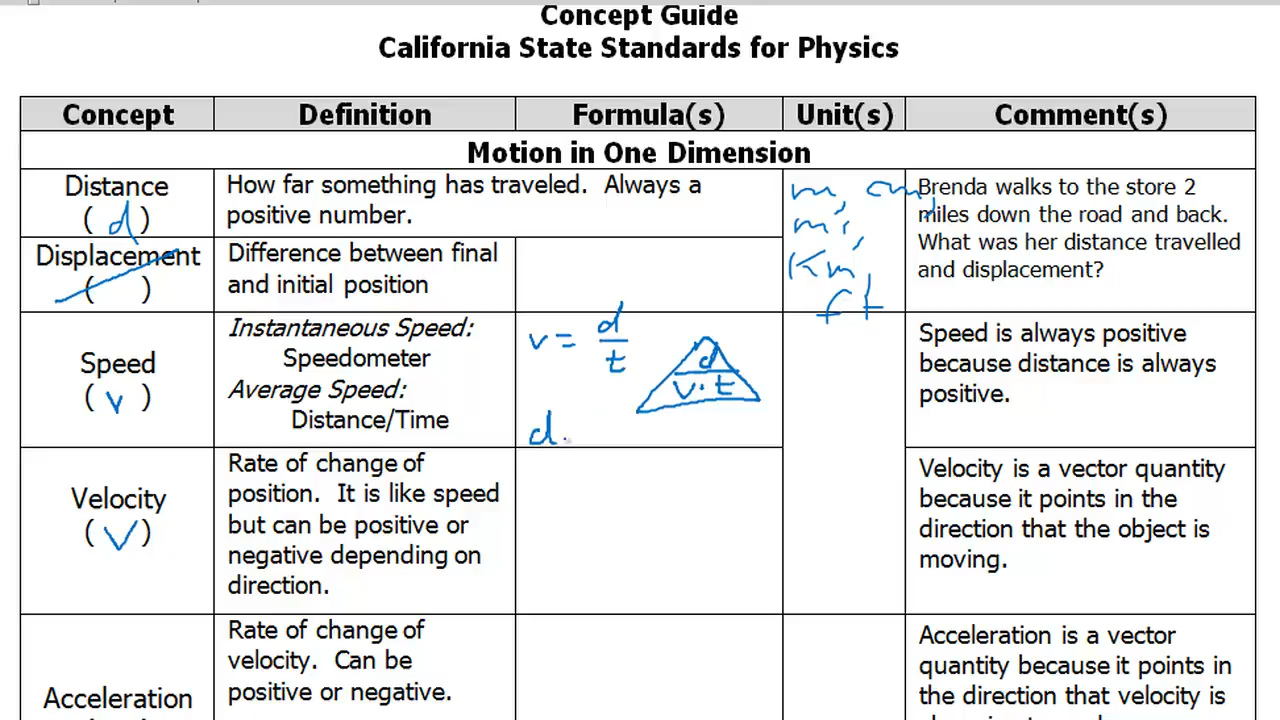 Concept Guide
California State Standards for Physics
Concept
Definition
Formula(s)
Unit(s)
Comment(s)
Motion in One Dimension
Distance
( d )
How far something has traveled. Always a
positive number.
m, cm,
mi,
Km,
ft
Brenda walks to the store 2
miles down the road and back.
What was her distance travelled
and displacement?
Displacement
( )
Difference between final
and initial position
Speed
( v )
Instantaneous Speed:
Speedometer
Average Speed:
Distance/Time
v = d
t
d
v · t
d
Speed is always positive
because distance is always
positive.
Velocity
( V )
Rate of change of
position. It is like speed
but can be positive or
negative depending on
direction.
Velocity is a vector quantity
because it points in the
direction that the object is
moving.
Acceleration
Rate of change of
velocity. Can be
positive or negative.
Acceleration is a vector
quantity because it points in
the direction that velocity is